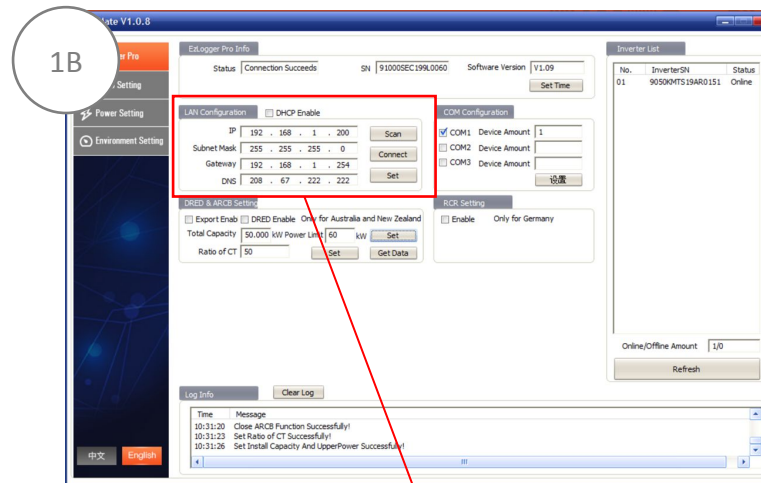 1B
late V1.0.8
er Pro
Setting
Power Setting
Environment Setting
中文 English
EzLogger Pro Info
Status Connection Succeeds SN 91000SEC199L0060 Software Version V1.09
Set Time
LAN Configuration DHCP Enable
IP 192 . 168 . 1 . 200 Scan
Subnet Mask 255 . 255 . 255 . 0 Connect
Gateway 192 . 168 . 1 . 254
DNS 208 . 67 . 222 . 222 Set
COM Configuration
COM1 Device Amount 1
COM2 Device Amount
COM3 Device Amount
设置
DRED & ARCB Setting
Export Enab DRED Enable Only for Australia and New Zealand
Total Capacity 50.000 kW Power Limit 60 kW Set
Ratio of CT 50 Set Get Data
RCR Setting
Enable Only for Germany
Log Info Clear Log
Time Message
10:31:20 Close ARCB Function Successfully!
10:31:23 Set Ratio of CT Successfully!
10:31:26 Set Install Capacity And UpperPower Successfully!
Inverter List
No. InverterSN Status
01 9050KMTS19AR0151 Online
Online/Offline Amount 1/0
Refresh